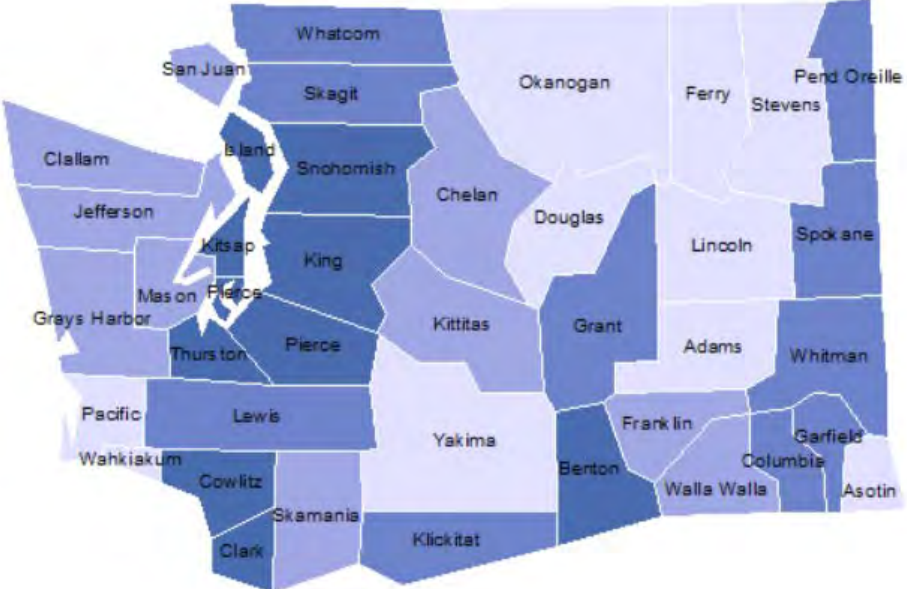 Whatcom
San Juan
Skagit
Okanogan
Ferry
Stevens
Pend Oreille
Clallam
Island
Snohomish
Chelan
Jefferson
Douglas
Kitsap
King
Lincoln
Spokane
Mason
Pierce
Grays Harbor
Kittitas
Grant
Thurston
Pierce
Adams
Whitman
Pacific
Lewis
Yakima
Franklin
Garfield
Wahkiakum
Cowlitz
Benton
Columbia
Walla Walla
Asotin
Skamania
Clark
Klickitat